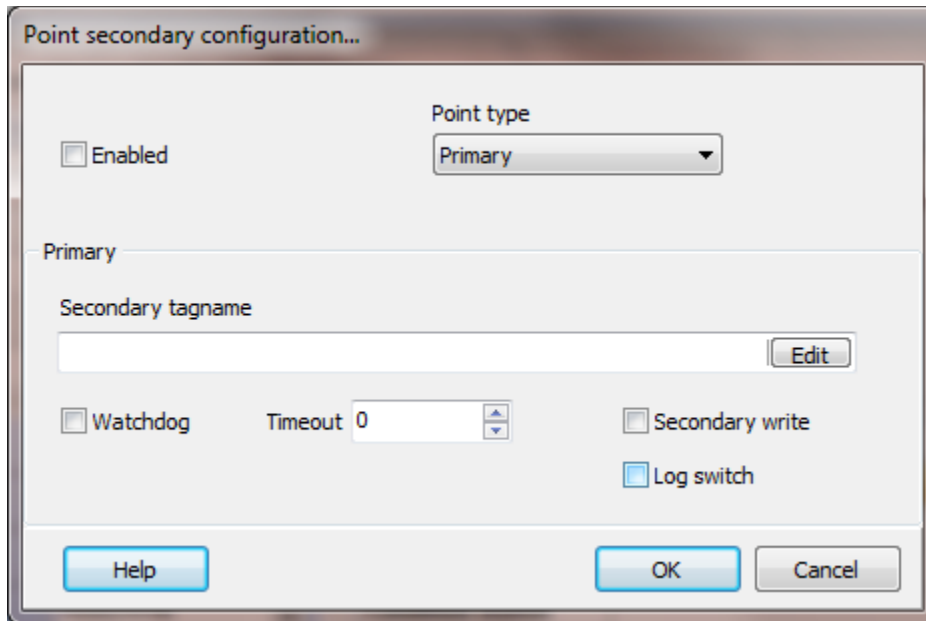 Point secondary configuration...
Point type
Enabled
Primary
Primary
Secondary tagname
Edit
Watchdog
Timeout 0
Secondary write
Log switch
Help
OK
Cancel